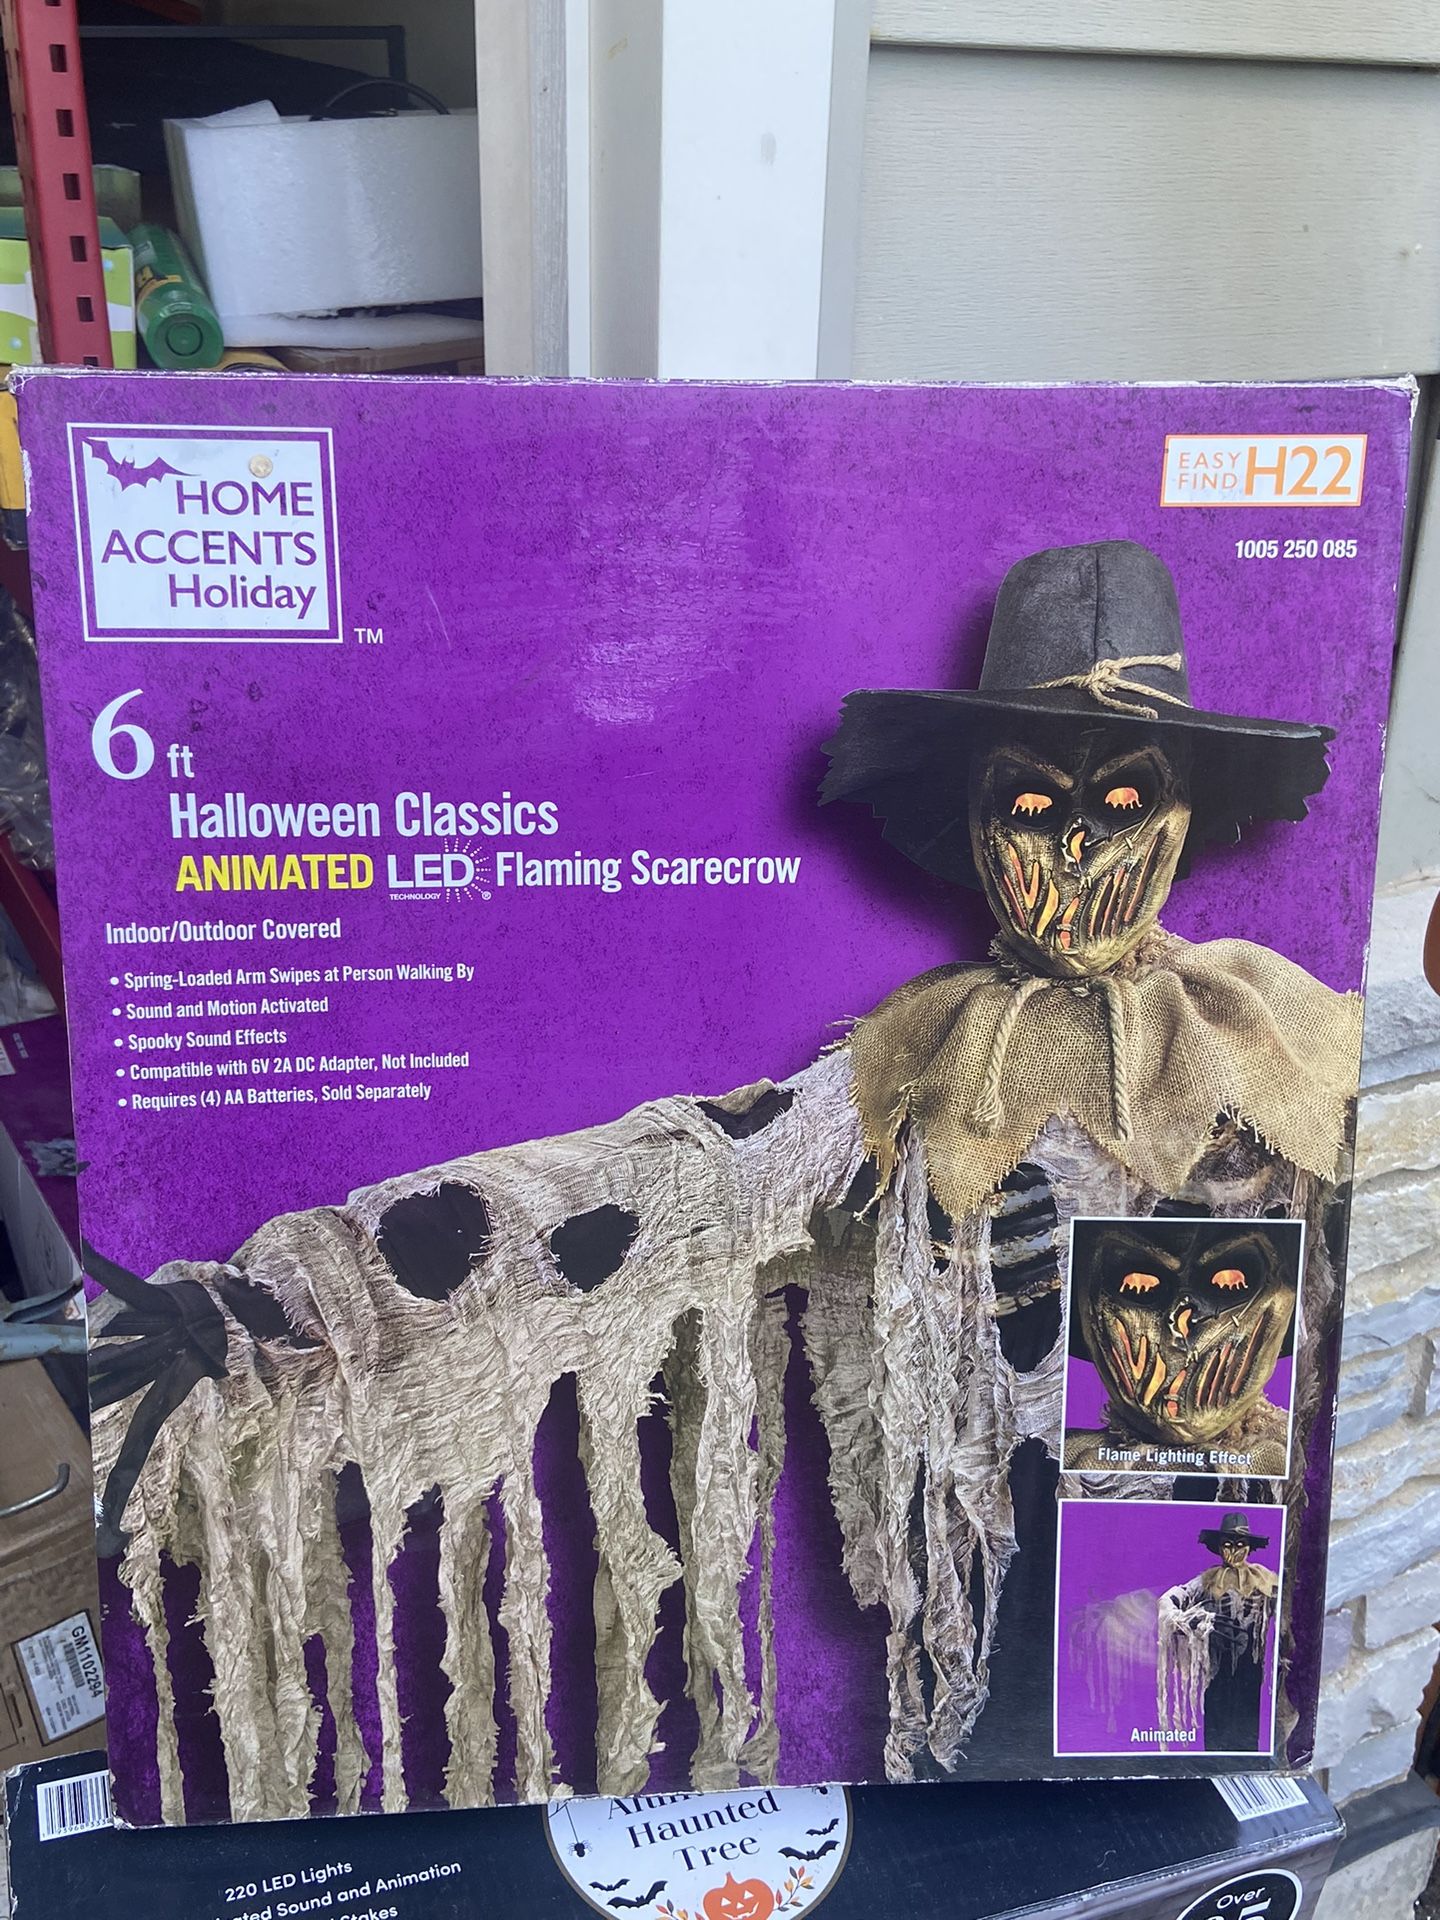 HOME
ACCENTS
Holiday
TM
EASY
FIND
H22
1005 250 085
6 ft
Halloween Classics
ANIMATED LED Flaming Scarecrow
TECHNOLOGY ®
Indoor/Outdoor Covered
• Spring-Loaded Arm Swipes at Person Walking By
• Sound and Motion Activated
• Spooky Sound Effects
• Compatible with 6V 2A DC Adapter, Not Included
• Requires (4) AA Batteries, Sold Separately
Flame Lighting Effect
Animated
GM1102294
Haunted
Tree
220 LED Lights
Sound and Animation
Over